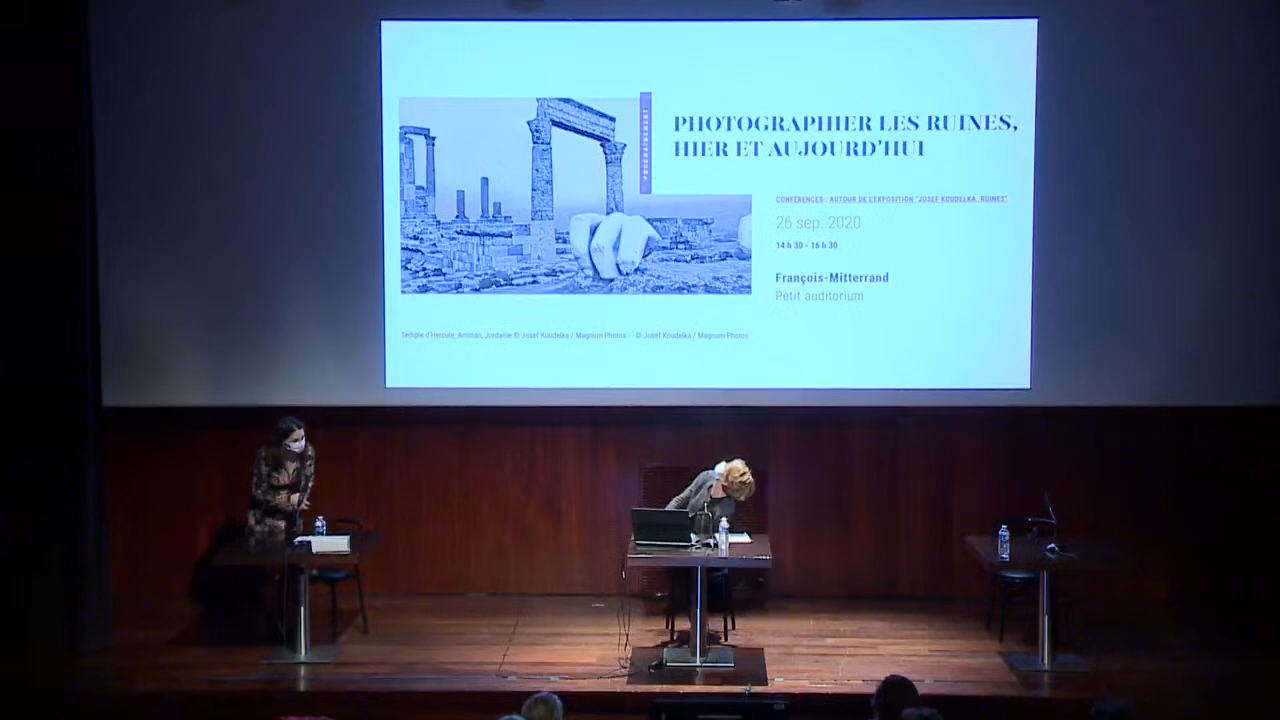 PHOTOGRAPHIER LES RUINES,
HIER ET AUJOURD'HUI
CONFÉRENCES : AUTOUR DE L'EXPOSITION "JOSEF KOUDELKA. RUINES"
26 sep. 2020
14 h 30 - 16 h 30
François-Mitterrand
Petit auditorium
Temple d'Hercule, Amman, Jordanie © Josef Koudelka / Magnum Photos - © Josef Koudelka / Magnum Photos